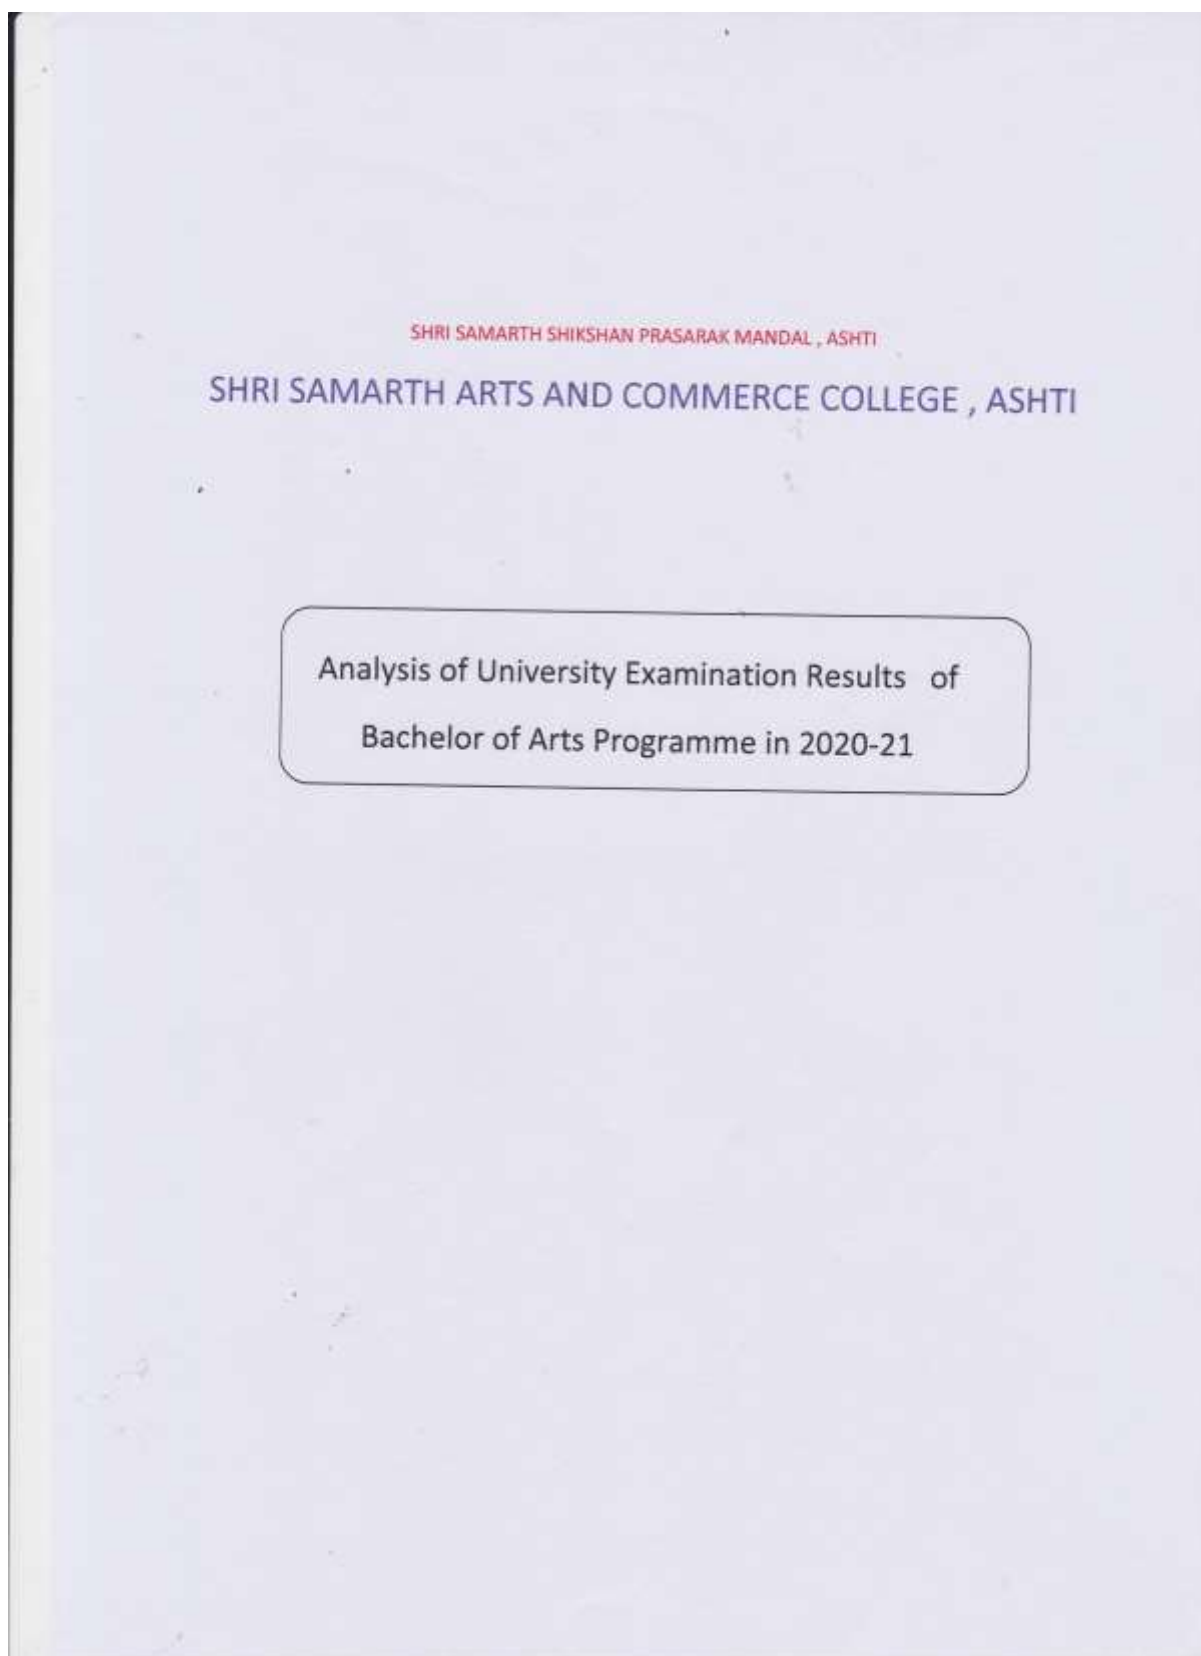 SHRI SAMARTH SHIKSHAN PRASARAK MANDAL , ASHTI
SHRI SAMARTH ARTS AND COMMERCE COLLEGE , ASHTI
Analysis of University Examination Results of
Bachelor of Arts Programme in 2020-21